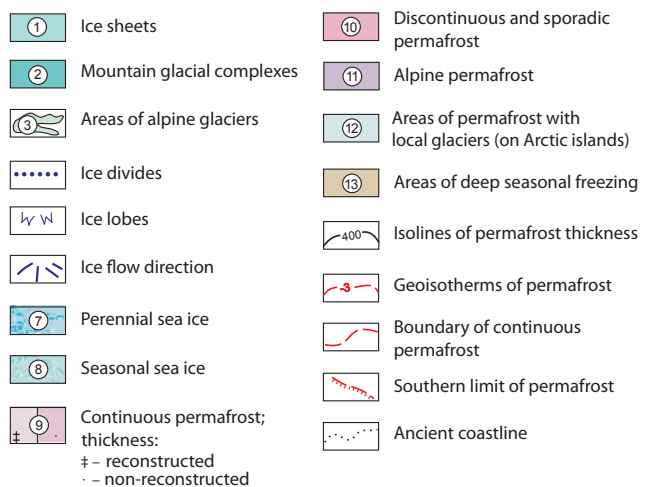 1 Ice sheets
2 Mountain glacial complexes
3 Areas of alpine glaciers
Ice divides
Ice lobes
Ice flow direction
7 Perennial sea ice
8 Seasonal sea ice
9 Continuous permafrost;
thickness:
‡ – reconstructed
· – non-reconstructed
‡
·
10 Discontinuous and sporadic
permafrost
11 Alpine permafrost
12 Areas of permafrost with
local glaciers (on Arctic islands)
13 Areas of deep seasonal freezing
400 Isolines of permafrost thickness
-3 Geoisotherms of permafrost
Boundary of continuous
permafrost
Southern limit of permafrost
Ancient coastline